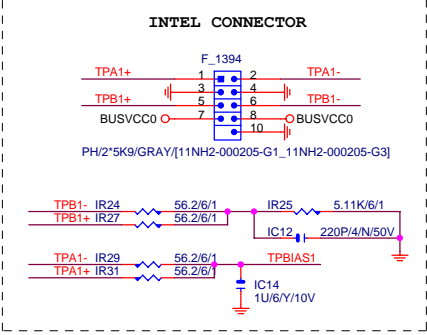 INTEL CONNECTOR
F_1394
TPA1+ 1 2 TPA1-
3 4
TPB1+ 5 6 TPB1-
BUSVCC0 7 8 BUSVCC0
10
PH/2*5K9/GRAY/[11NH2-000205-G1_11NH2-000205-G3]
TPB1- IR24 56.2/6/1 IR25 5.11K/6/1
TPB1+ IR27 56.2/6/1
IC12 220P/4/N/50V
TPA1- IR29 56.2/6/1 TPBIAS1
TPA1+ IR31 56.2/6/1
IC14
1U/6/Y/10V